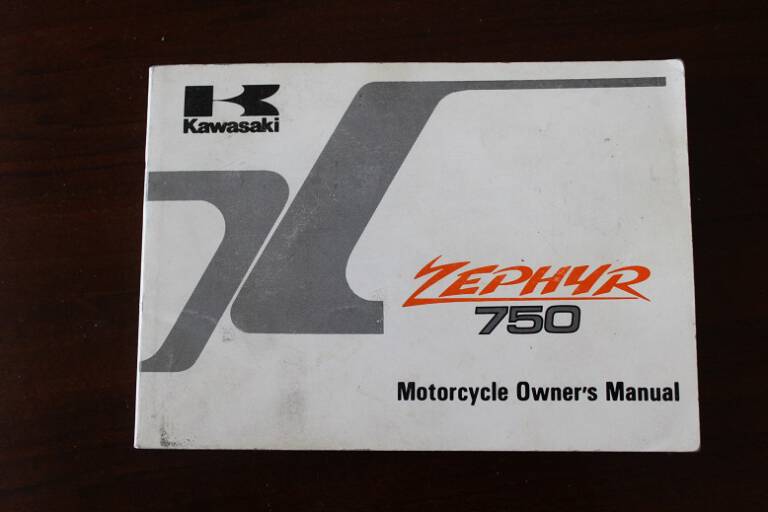 Kawasaki
ZEPHYR
750
Motorcycle Owner's Manual